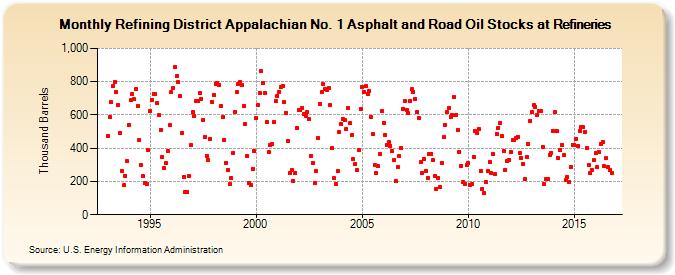 Monthly Refining District Appalachian No. 1 Asphalt and Road Oil Stocks at Refineries
Thousand Barrels
1,000
800
600
400
200
0
1995 2000 2005 2010 2015
Source: U.S. Energy Information Administration